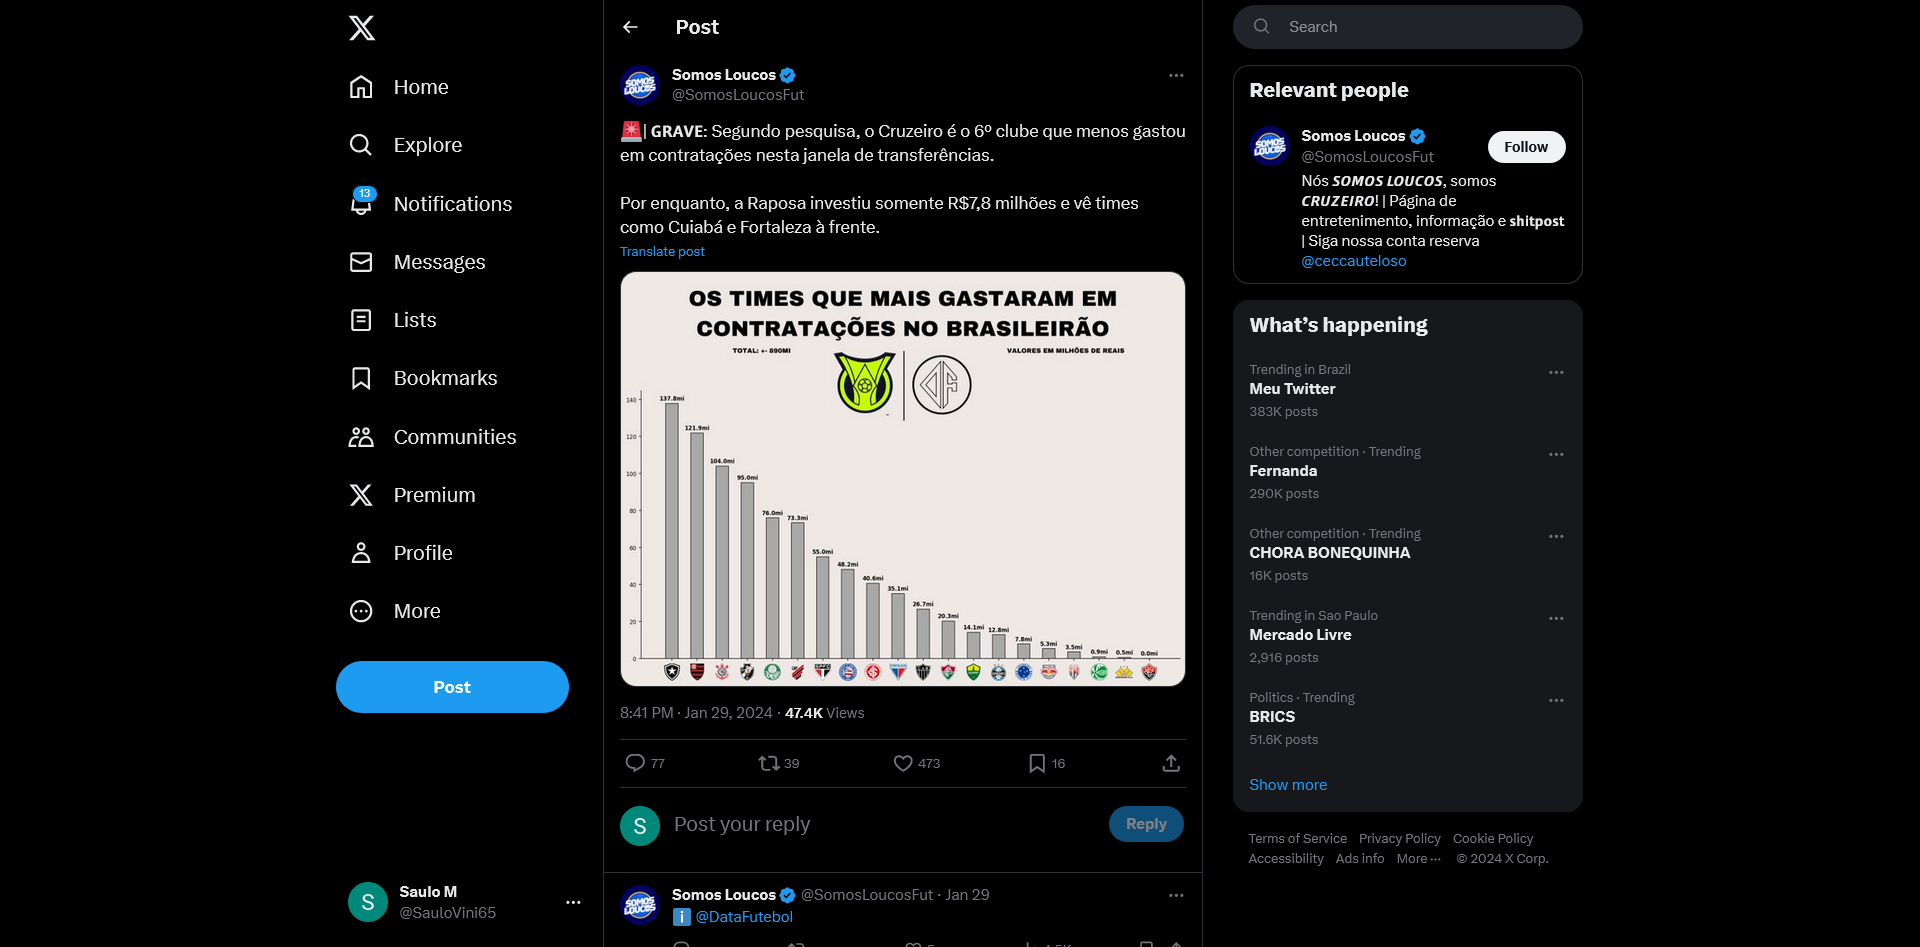 Home
Explore
13
Notifications
Messages
Lists
Bookmarks
Communities
Premium
Profile
More
Post
S
Saulo M
@SauloVini65
Post
SOMOS LOUCOS
Somos Loucos
@SomosLoucosFut
| GRAVE: Segundo pesquisa, o Cruzeiro é o 6º clube que menos gastou
em contratações nesta janela de transferências.
Por enquanto, a Raposa investiu somente R$7,8 milhões e vê times
como Cuiabá e Fortaleza à frente.
Translate post
OS TIMES QUE MAIS GASTARAM EM
CONTRATAÇÕES NO BRASILEIRÃO
TOTAL: +- 890MI
VALORES EM MILHÕES DE REAIS
140
120
100
80
60
40
20
0
137.8mi
121.9mi
104.0mi
95.0mi
76.0mi
73.3mi
55.0mi
48.2mi
40.6mi
35.1mi
26.7mi
20.3mi
14.1mi
12.8mi
7.8mi
5.3mi
3.5mi
0.9mi
0.5mi
0.0mi
8:41 PM · Jan 29, 2024 · 47.4K Views
77
39
473
16
S
Post your reply
Reply
SOMOS LOUCOS
Somos Loucos @SomosLoucosFut · Jan 29
i @DataFutebol
Search
Relevant people
SOMOS LOUCOS
Somos Loucos
@SomosLoucosFut
Follow
Nós SOMOS LOUCOS, somos
CRUZEIRO! | Página de
entretenimento, informação e shitpost
| Siga nossa conta reserva
@ceccauteloso
What’s happening
Trending in Brazil
Meu Twitter
383K posts
Other competition · Trending
Fernanda
290K posts
Other competition · Trending
CHORA BONEQUINHA
16K posts
Trending in Sao Paulo
Mercado Livre
2,916 posts
Politics · Trending
BRICS
51.6K posts
Show more
Terms of Service Privacy Policy Cookie Policy
Accessibility Ads info More ··· © 2024 X Corp.